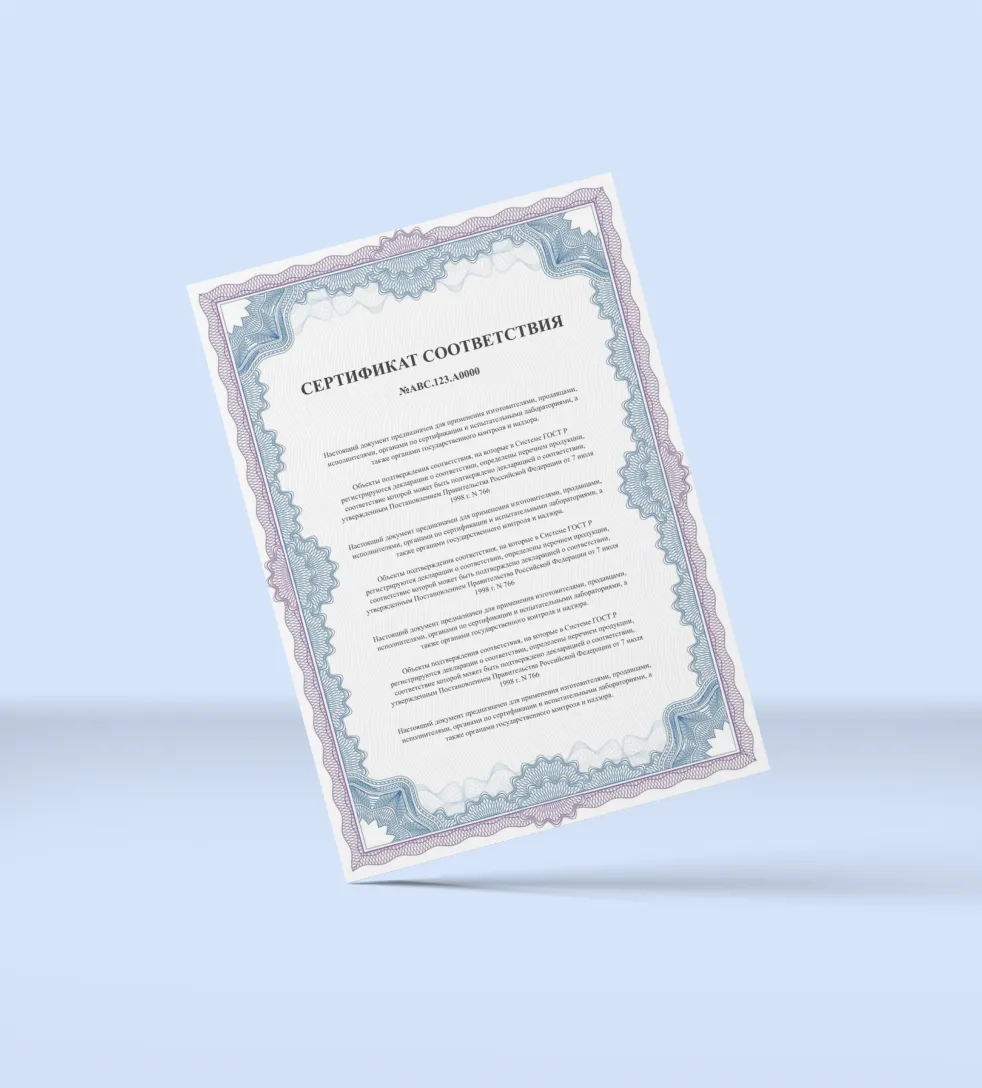 СЕРТИФИКАТ СООТВЕТСТВИЯ
№АВС.123.А0000
Настоящий документ предназначен для применения изготовителями, продавцами,
исполнителями, органами по сертификации и испытательными лабораториями, а
также органами государственного контроля и надзора.
Объекты подтверждения соответствия, на которые в Системе ГОСТ Р
регистрируются декларации о соответствии, определены перечнем продукции,
соответствие которой может быть подтверждено декларацией о соответствии,
утвержденным Постановлением Правительства Российской Федерации от 7 июля
1998 г. N 766
Настоящий документ предназначен для применения изготовителями, продавцами,
исполнителями, органами по сертификации и испытательными лабораториями, а
также органами государственного контроля и надзора.
Объекты подтверждения соответствия, на которые в Системе ГОСТ Р
регистрируются декларации о соответствии, определены перечнем продукции,
соответствие которой может быть подтверждено декларацией о соответствии,
утвержденным Постановлением Правительства Российской Федерации от 7 июля
1998 г. N 766
Настоящий документ предназначен для применения изготовителями, продавцами,
исполнителями, органами по сертификации и испытательными лабораториями, а
также органами государственного контроля и надзора.
Объекты подтверждения соответствия, на которые в Системе ГОСТ Р
регистрируются декларации о соответствии, определены перечнем продукции,
соответствие которой может быть подтверждено декларацией о соответствии,
утвержденным Постановлением Правительства Российской Федерации от 7 июля
1998 г. N 766
Настоящий документ предназначен для применения изготовителями, продавцами,
исполнителями, органами по сертификации и испытательными лабораториями, а
также органами государственного контроля и надзора.